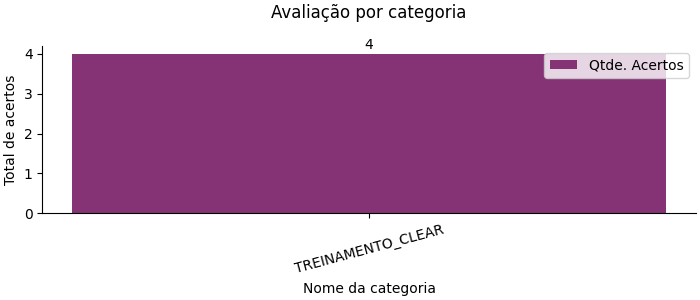 Avaliação por categoria
4
Qtde. Acertos
Total de acertos
4
3
2
1
0
TREINAMENTO_CLEAR
Nome da categoria